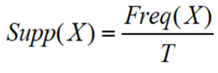 Supp(X) = Freq(X) / T